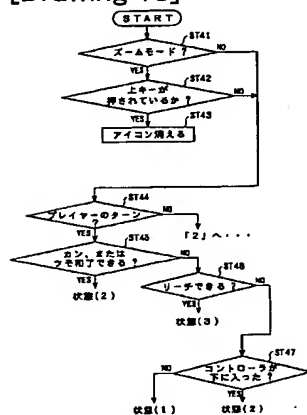 START
ST41
ズームモード?
NO
YES
ST42
上キーが
押されているか?
NO
YES
ST43
アイコン消える
ST44
プレイヤーのターン
?
NO
YES
「2」へ・・・
ST45
カン、または
ツモ和了できる?
NO
YES
状態(2)
ST46
リーチできる?
NO
YES
状態(3)
ST47
コントローラが
下に入った?
NO
YES
状態(1)
状態(2)